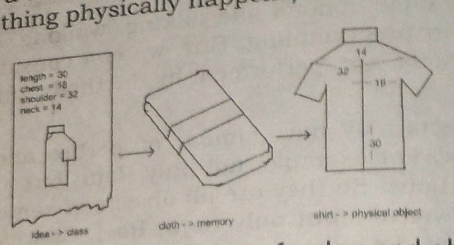 thing physically
length = 30
chest = 18
shoulder = 32
neck = 14
14
32
18
30
idea - > class
cloth - > memory
shirt - > physical object